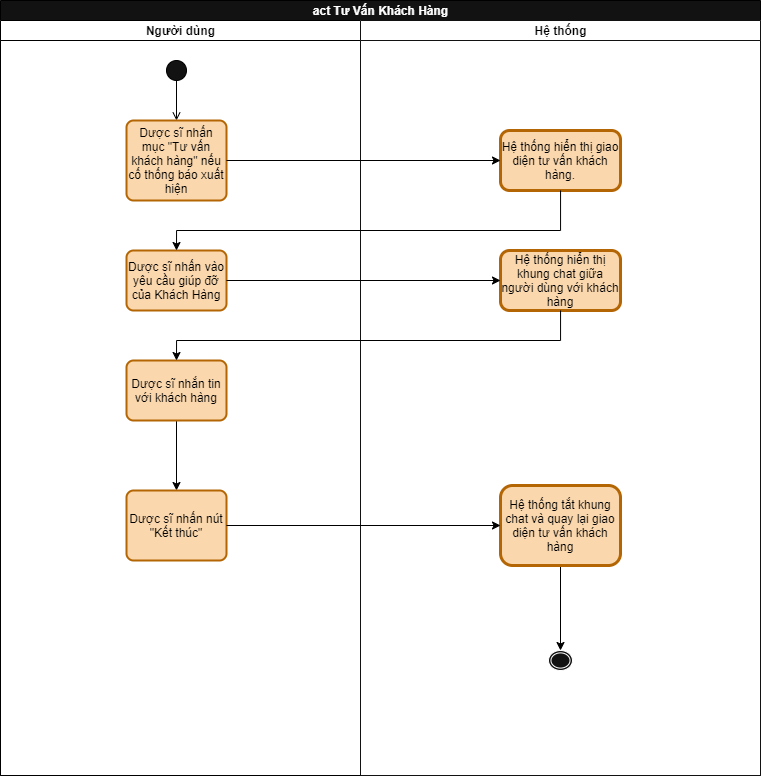 act Tư Vấn Khách Hàng
Người dùng
Hệ thống
Dược sĩ nhấn
mục "Tư vấn
khách hàng" nếu
cố thống báo xuất
hiện
Hệ thống hiển thị giao
diện tư vấn khách
hàng.
Dược sĩ nhấn vào
yêu cầu giúp đỡ
của Khách Hàng
Hệ thống hiển thị
khung chat giữa
người dùng với khách
hàng
Dược sĩ nhắn tin
với khách hàng
Dược sĩ nhấn nút
"Kết thúc"
Hệ thống tắt khung
chat và quay lại giao
diện tư vấn khách
hàng